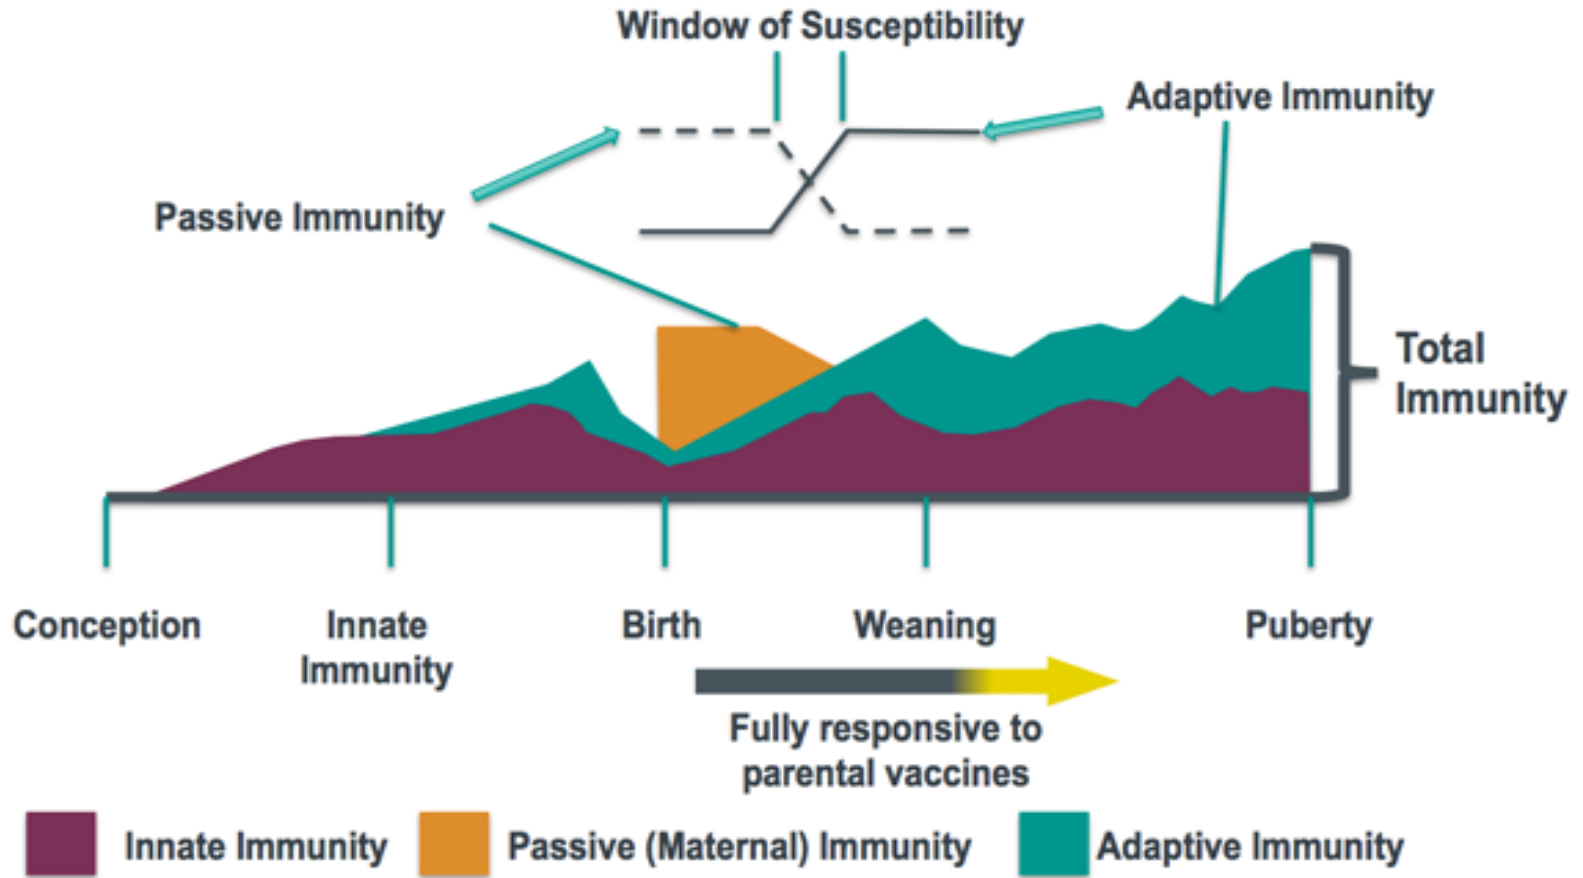 Window of Susceptibility
Adaptive Immunity
Passive Immunity
Total
Immunity
Conception
Innate
Immunity
Birth
Weaning
Puberty
Fully responsive to
parental vaccines
Innate Immunity
Passive (Maternal) Immunity
Adaptive Immunity